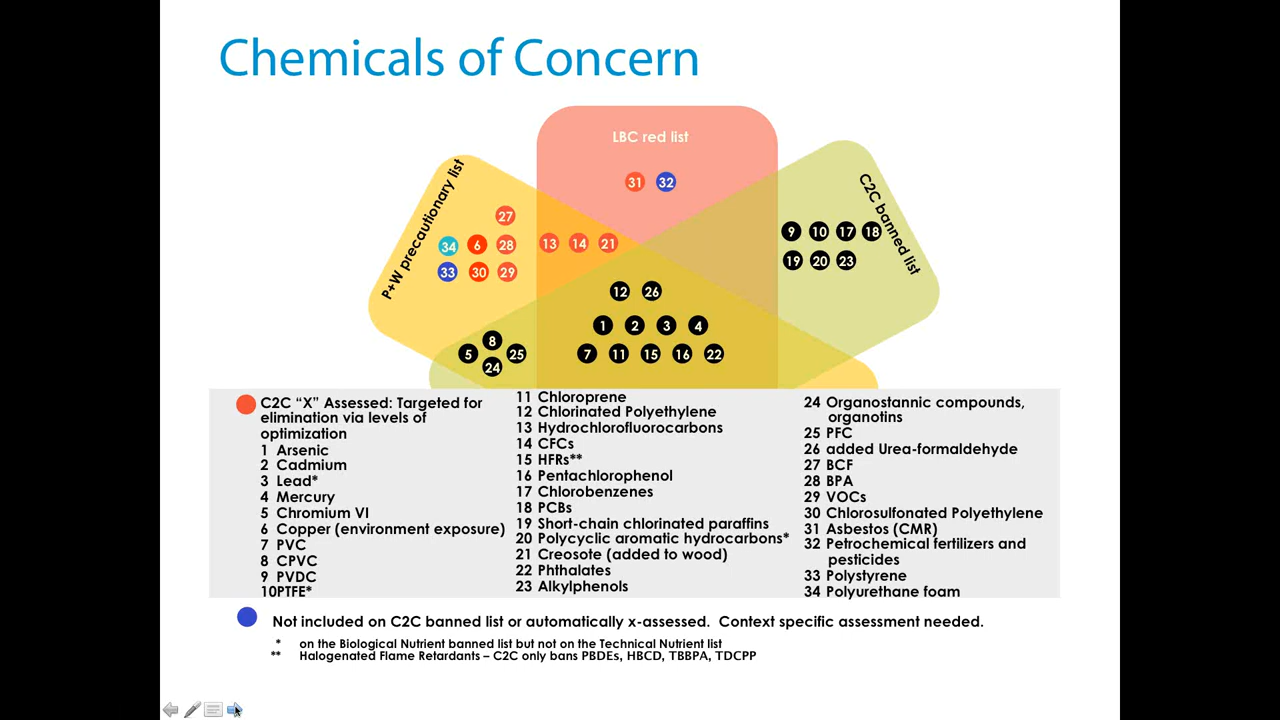 Chemicals of Concern
LBC red list
P+W precautionary list
C2C banned list
31 32
27
34 6 28
33 30 29
13 14 21
9 10 17 18
19 20 23
12 26
1 2 3 4
7 11 15 16 22
8
5 25
24
C2C “X” Assessed: Targeted for
elimination via levels of
optimization
1 Arsenic
2 Cadmium
3 Lead*
4 Mercury
5 Chromium VI
6 Copper (environment exposure)
7 PVC
8 CPVC
9 PVDC
10PTFE*
11 Chloroprene
12 Chlorinated Polyethylene
13 Hydrochlorofluorocarbons
14 CFCs
15 HFRs**
16 Pentachlorophenol
17 Chlorobenzenes
18 PCBs
19 Short-chain chlorinated paraffins
20 Polycyclic aromatic hydrocarbons*
21 Creosote (added to wood)
22 Phthalates
23 Alkylphenols
24 Organostannic compounds,
organotins
25 PFC
26 added Urea-formaldehyde
27 BCF
28 BPA
29 VOCs
30 Chlorosulfonated Polyethylene
31 Asbestos (CMR)
32 Petrochemical fertilizers and
pesticides
33 Polystyrene
34 Polyurethane foam
Not included on C2C banned list or automatically x-assessed. Context specific assessment needed.
* on the Biological Nutrient banned list but not on the Technical Nutrient list
** Halogenated Flame Retardants – C2C only bans PBDEs, HBCD, TBBPA, TDCPP